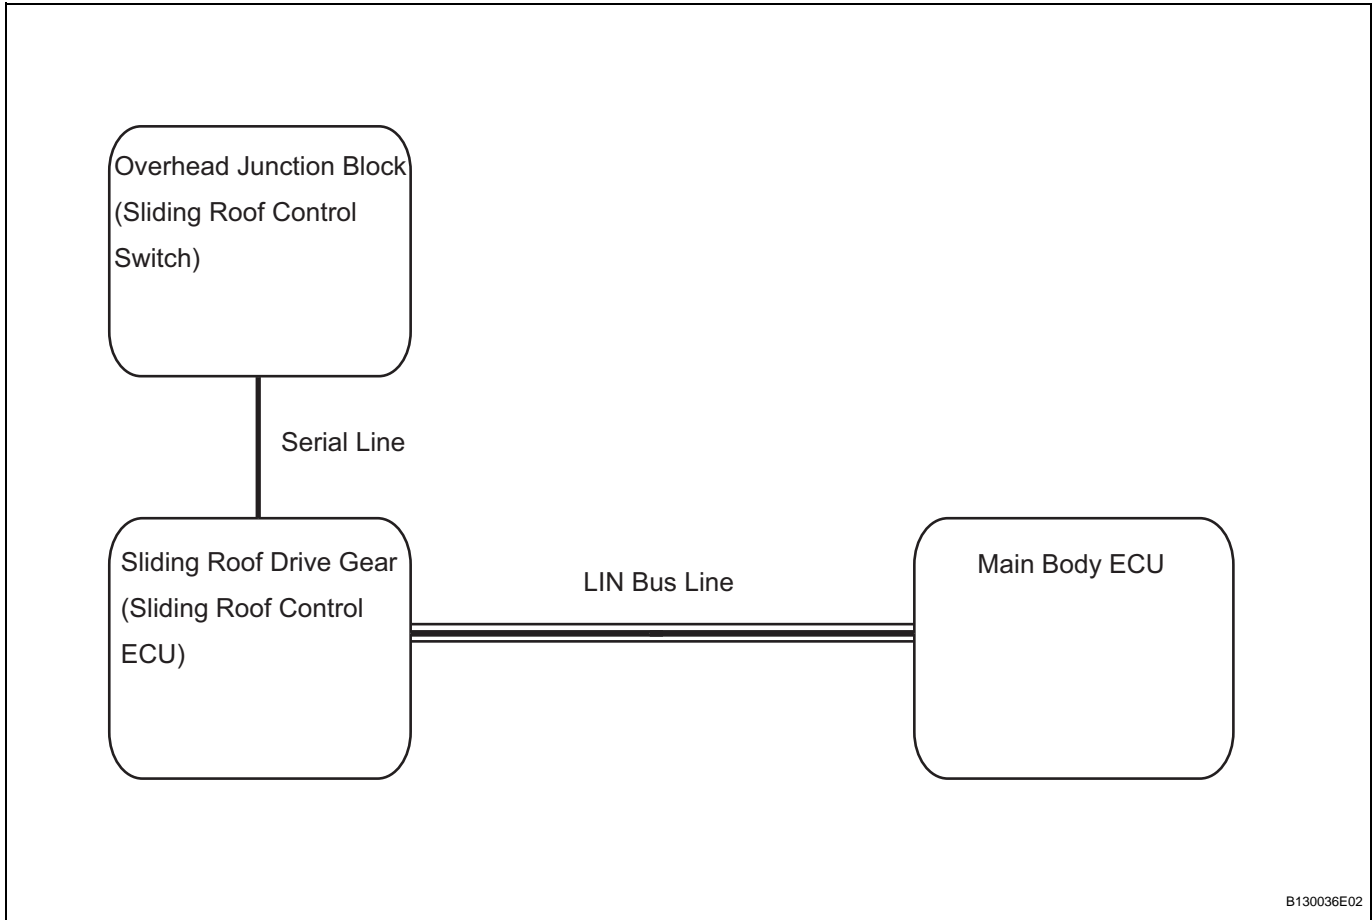 Overhead Junction Block
(Sliding Roof Control
Switch)
Serial Line
Sliding Roof Drive Gear
(Sliding Roof Control
ECU)
LIN Bus Line
Main Body ECU
B130036E02